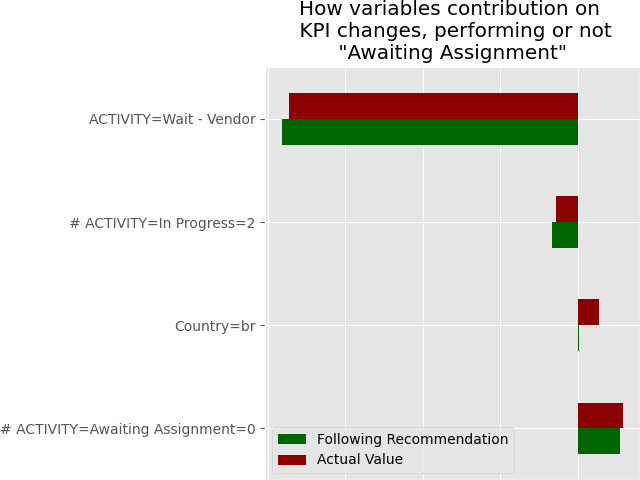 How variables contribution on
KPI changes, performing or not
"Awaiting Assignment"
ACTIVITY=Wait - Vendor
# ACTIVITY=In Progress=2
Country=br
# ACTIVITY=Awaiting Assignment=0
Following Recommendation
Actual Value